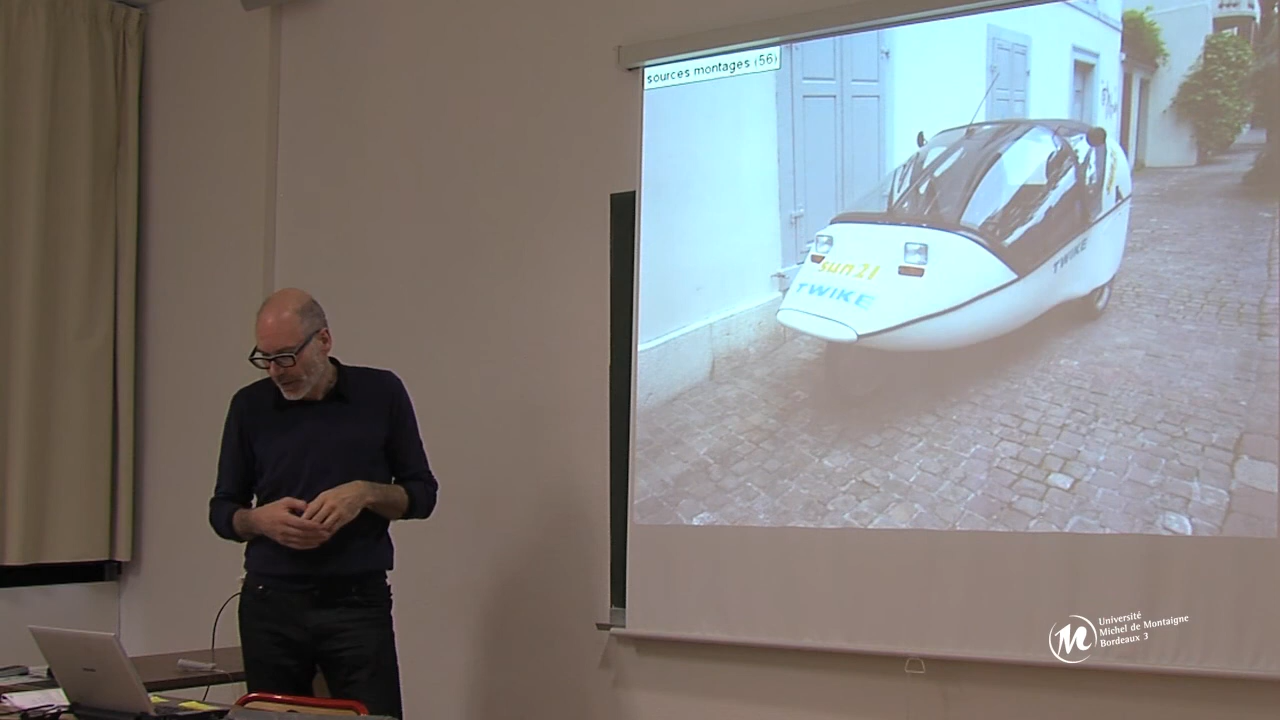 sources montages (56)
sun21
TWIKE
TWIKE
Université
Michel de Montaigne
Bordeaux 3